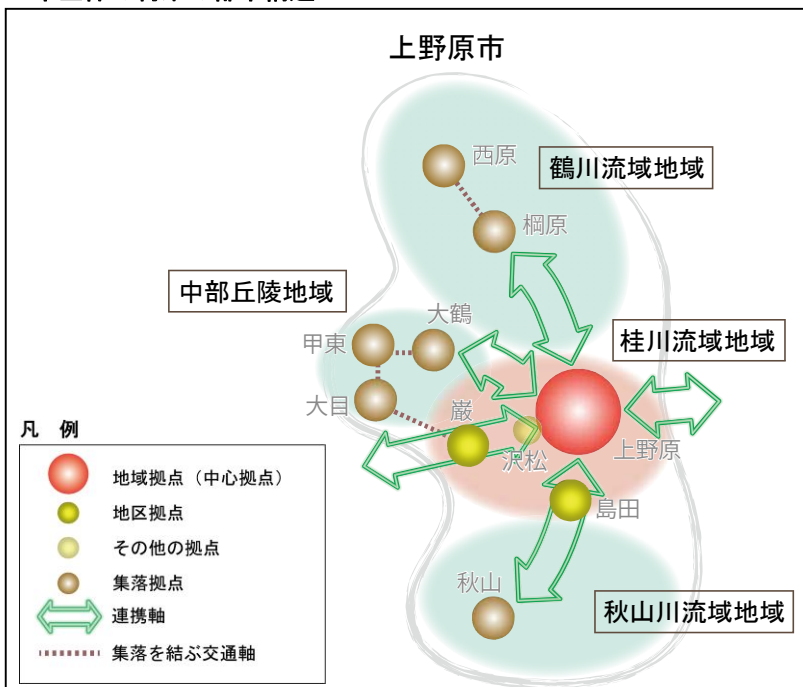 上野原市
西原
鶴川流域地域
棡原
中部丘陵地域
大鶴
甲東
桂川流域地域
大目
巌
沢松
上野原
島田
秋山
秋山川流域地域
凡 例
地域拠点（中心拠点）
地区拠点
その他の拠点
集落拠点
連携軸
集落を結ぶ交通軸